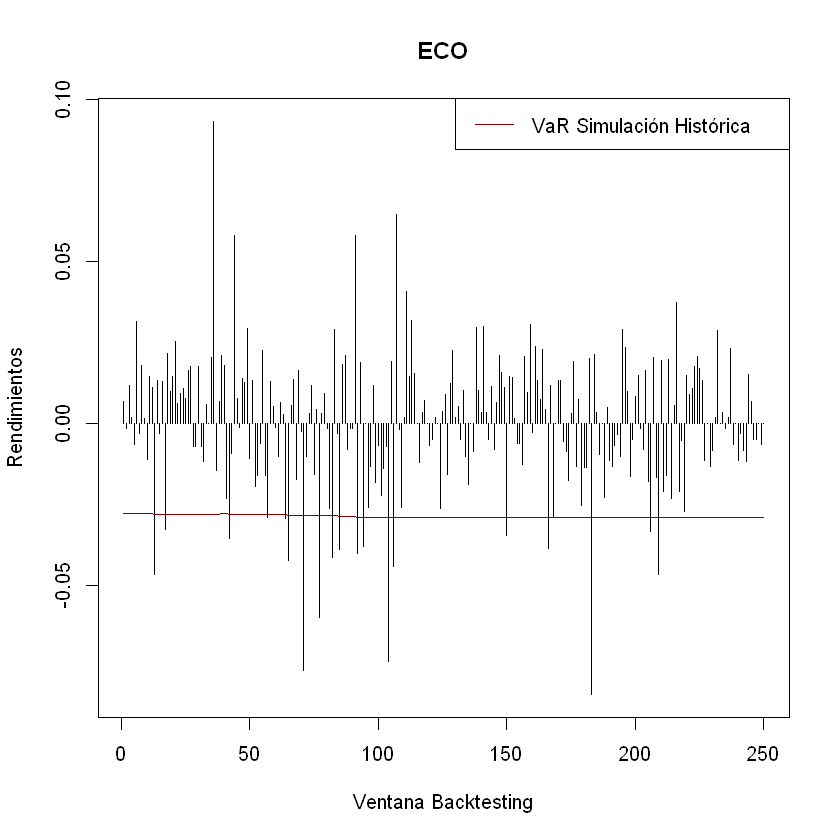 ECO
VaR Simulación Histórica
Rendimientos
0.10
0.05
0.00
-0.05
0 50 100 150 200 250
Ventana Backtesting